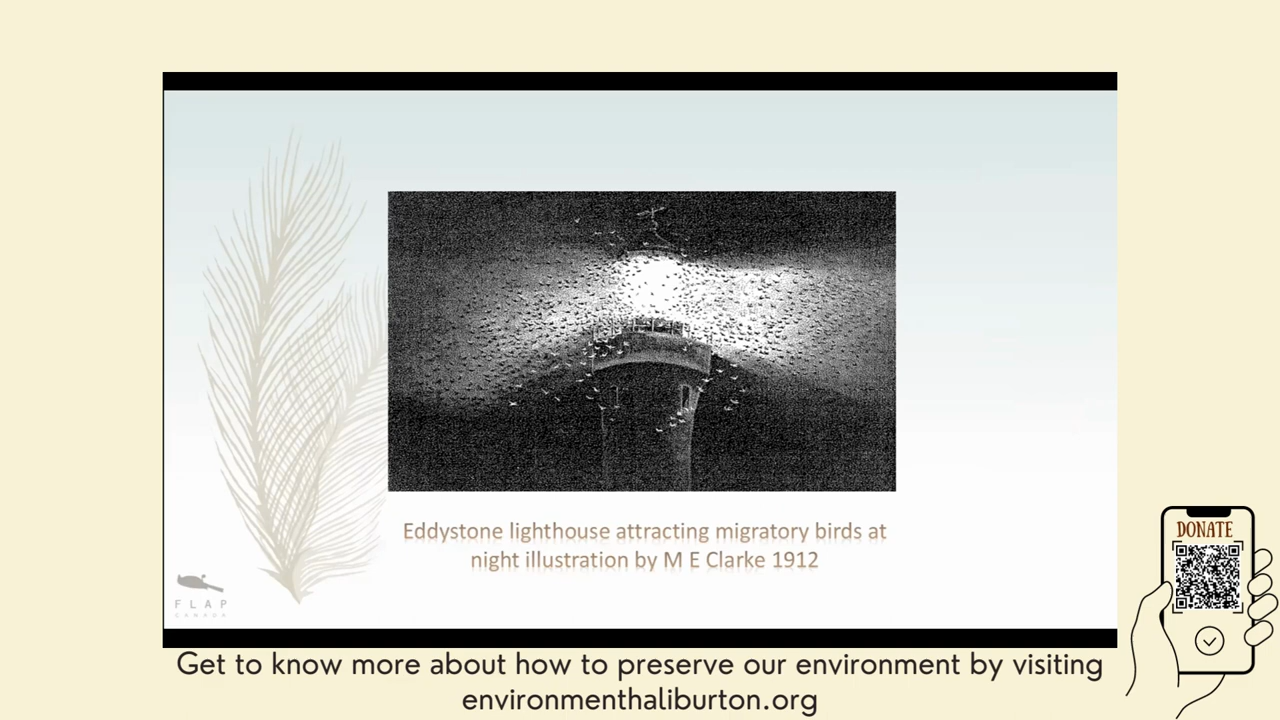 Eddystone lighthouse attracting migratory birds at
night illustration by M E Clarke 1912
FLAP
CANADA
DONATE
Get to know more about how to preserve our environment by visiting
environmenthaliburton.org